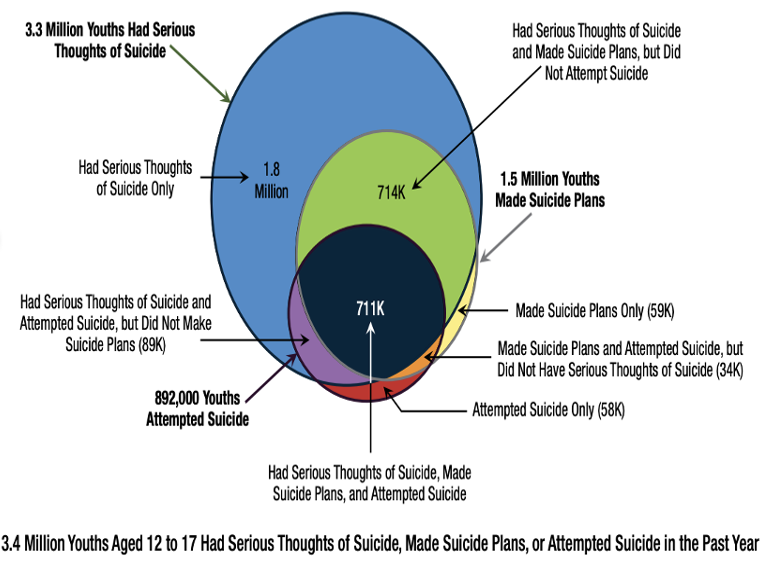 3.3 Million Youths Had Serious
Thoughts of Suicide
Had Serious Thoughts of Suicide
and Made Suicide Plans, but Did
Not Attempt Suicide
Had Serious Thoughts
of Suicide Only
1.8
Million
714K
1.5 Million Youths
Made Suicide Plans
Had Serious Thoughts of Suicide and
Attempted Suicide, but Did Not Make
Suicide Plans (89K)
711K
Made Suicide Plans Only (59K)
Made Suicide Plans and Attempted Suicide, but
Did Not Have Serious Thoughts of Suicide (34K)
892,000 Youths
Attempted Suicide
Attempted Suicide Only (58K)
Had Serious Thoughts of Suicide, Made
Suicide Plans, and Attempted Suicide
3.4 Million Youths Aged 12 to 17 Had Serious Thoughts of Suicide, Made Suicide Plans, or Attempted Suicide in the Past Year